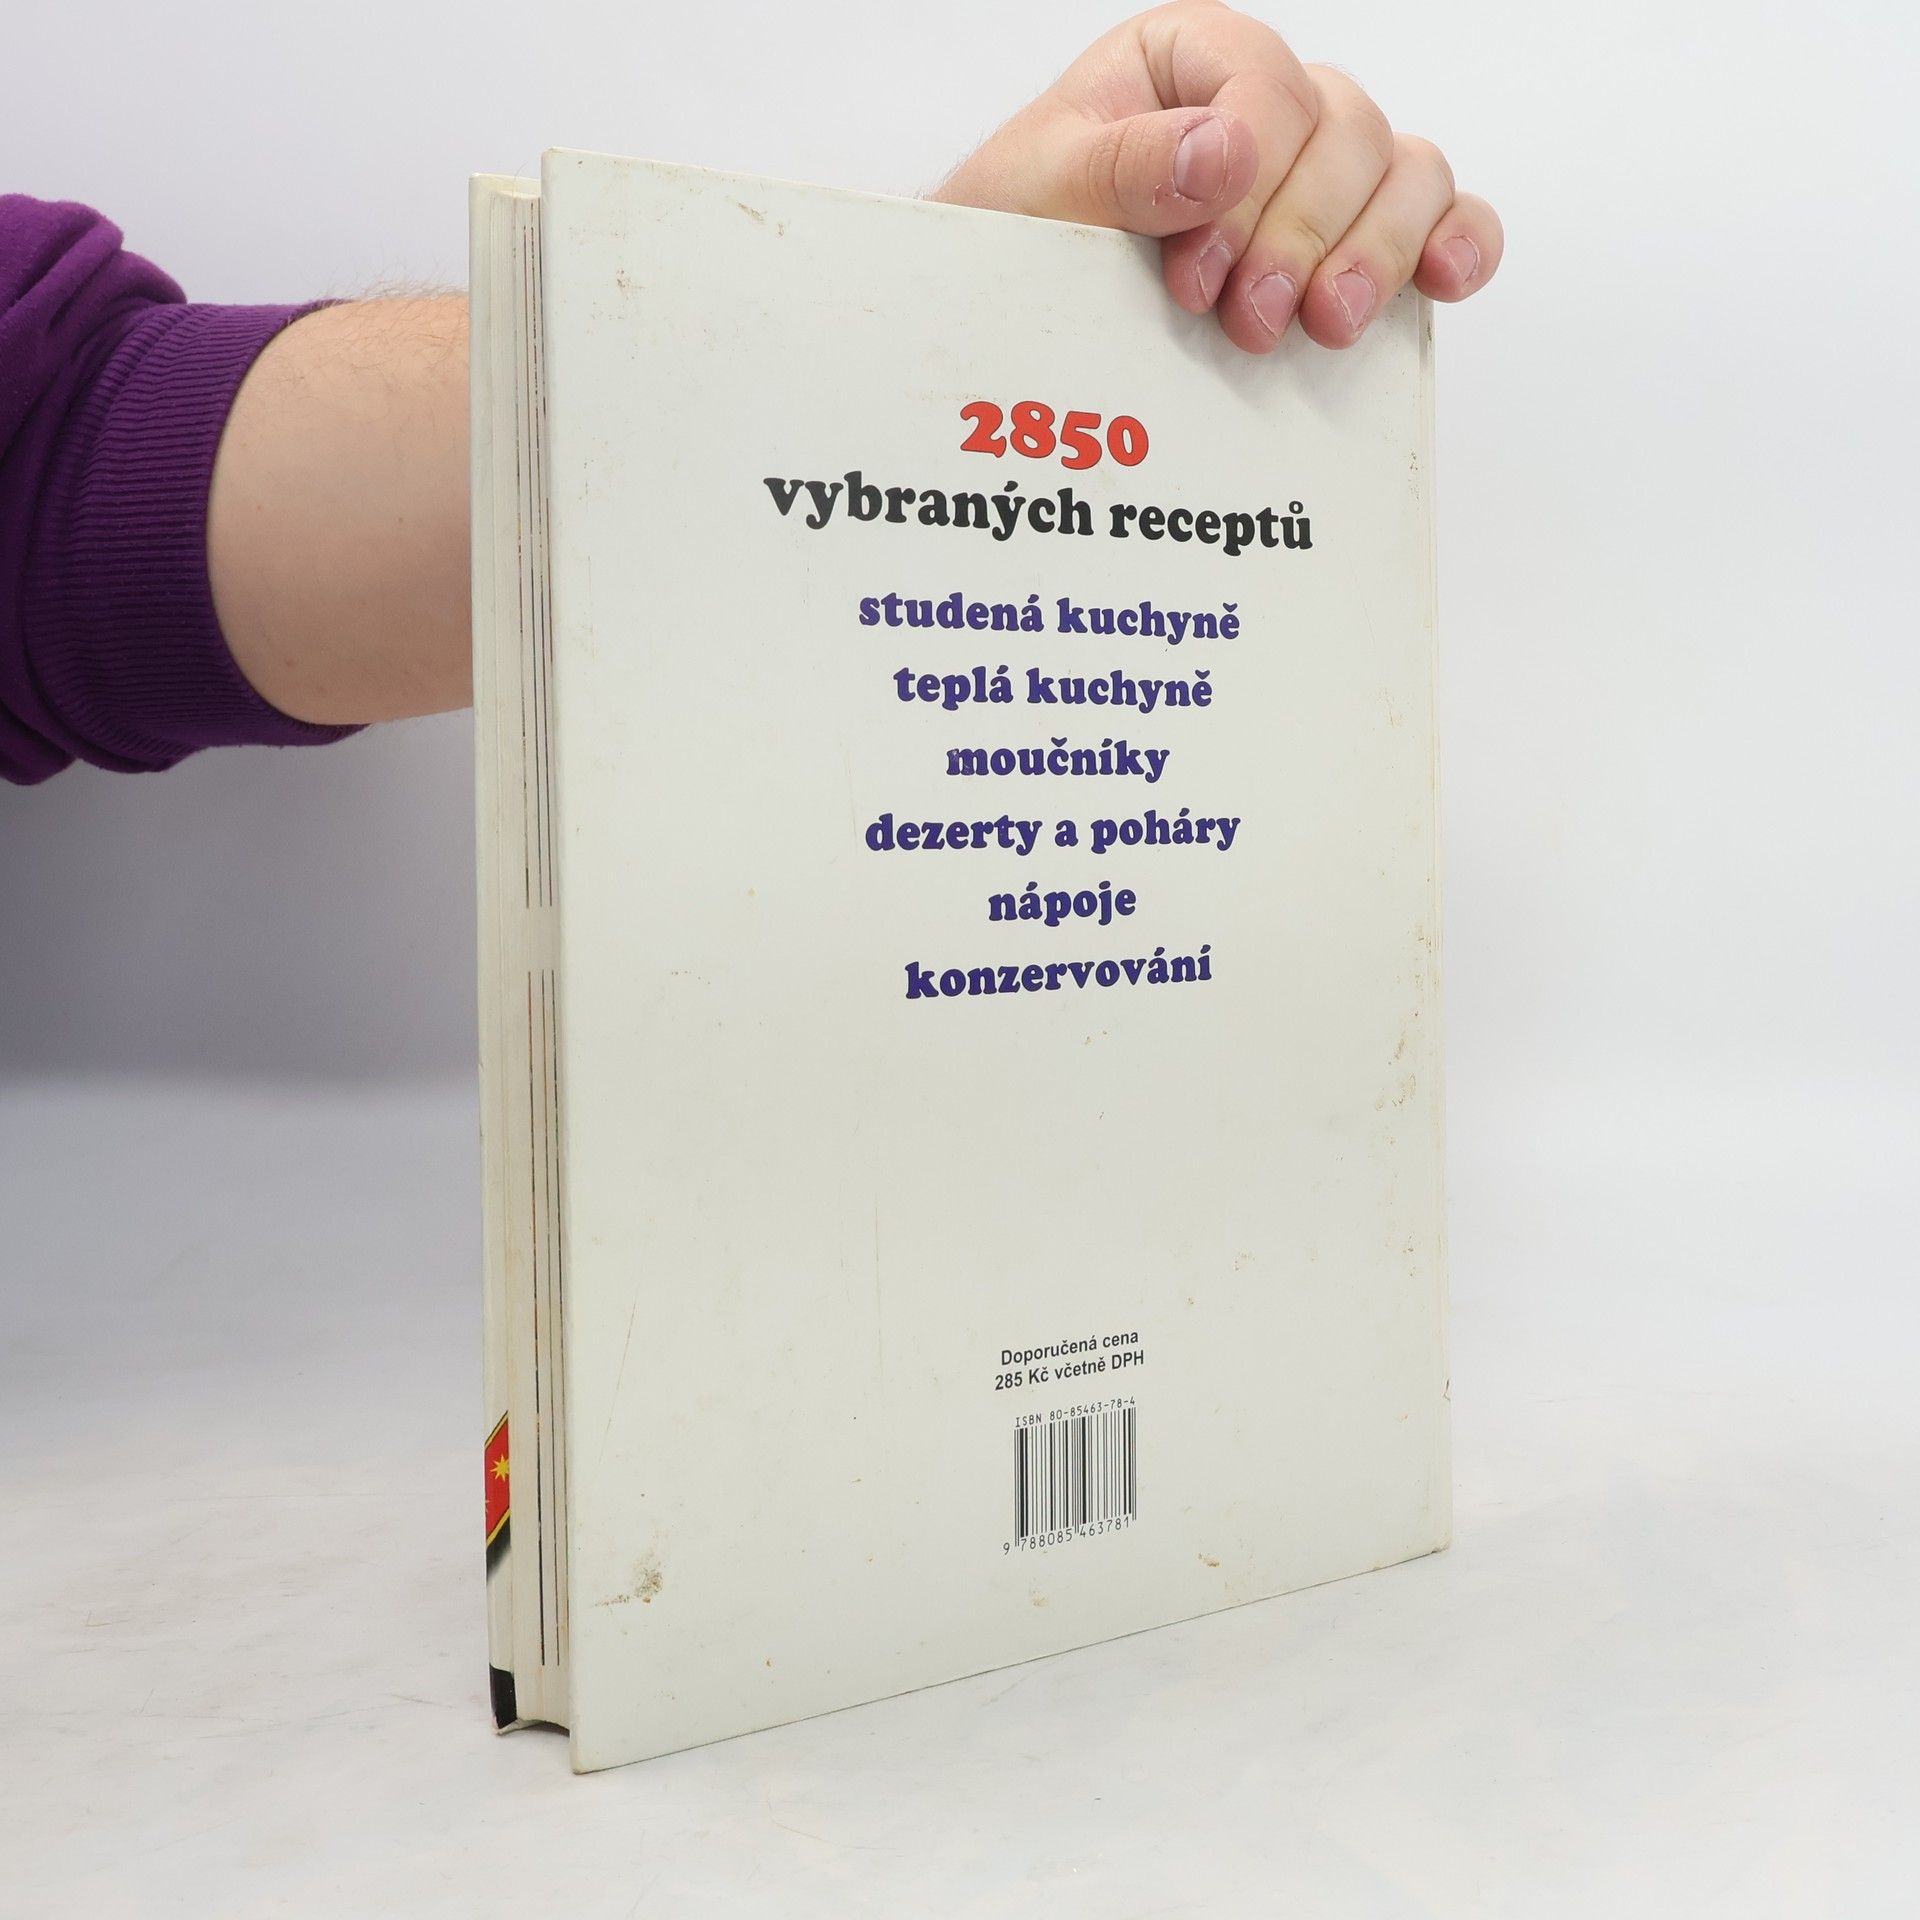 2850
vybraných receptů
studená kuchyně
teplá kuchyně
moučníky
dezerty a poháry
nápoje
konzervování
Doporučená cena
285 Kč včetně DPH
ISBN 80-85463-78-4
9 788085 463781